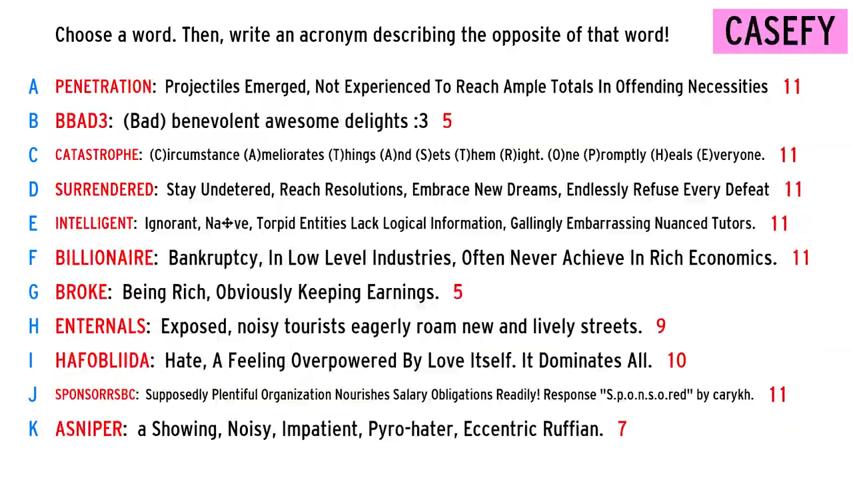 Choose a word. Then, write an acronym describing the opposite of that word!
CASEFY
A PENETRATION: Projectiles Emerged, Not Experienced To Reach Ample Totals In Offending Necessities 11
B BBAD3: (Bad) benevolent awesome delights :3 5
C CATASTROPHE: (C)ircumstance (A)meliorates (T)hings (A)nd (S)ets (T)hem (R)ight. (O)ne (P)romptly (H)eals (E)veryone. 11
D SURRENDERED: Stay Undetered, Reach Resolutions, Embrace New Dreams, Endlessly Refuse Every Defeat 11
E INTELLIGENT: Ignorant, Na✣ve, Torpid Entities Lack Logical Information, Gallingly Embarrassing Nuanced Tutors. 11
F BILLIONAIRE: Bankruptcy, In Low Level Industries, Often Never Achieve In Rich Economics. 11
G BROKE: Being Rich, Obviously Keeping Earnings. 5
H ENTERNALS: Exposed, noisy tourists eagerly roam new and lively streets. 9
I HAFOBLIIDA: Hate, A Feeling Overpowered By Love Itself. It Dominates All. 10
J SPONSORRSBC: Supposedly Plentiful Organization Nourishes Salary Obligations Readily! Response "S.p.o.n.s.o.red" by carykh. 11
K ASNIPER: a Showing, Noisy, Impatient, Pyro-hater, Eccentric Ruffian. 7